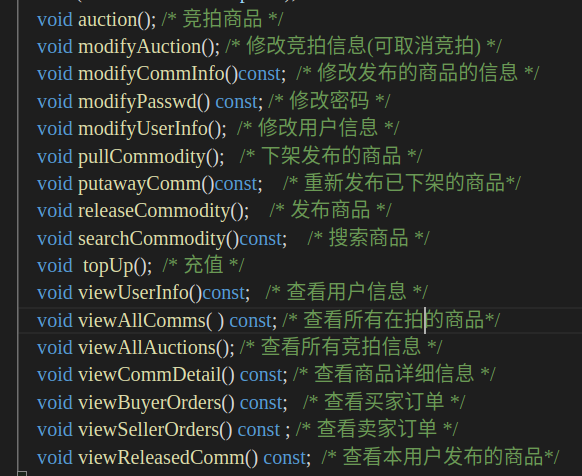 void auction(); /* 竞拍商品 */
void modifyAuction(); /* 修改竞拍信息(可取消竞拍) */
void modifyCommInfo()const;  /* 修改发布的商品的信息 */
void modifyPasswd() const; /* 修改密码 */
void modifyUserInfo();  /* 修改用户信息 */
void pullCommodity();   /* 下架发布的商品 */
void putawayComm()const;    /* 重新发布已下架的商品*/
void releaseCommodity();    /* 发布商品 */
void searchCommodity()const;    /* 搜索商品 */
void  topUp();  /* 充值 */
void viewUserInfo()const;   /* 查看用户信息 */
void viewAllComms( ) const; /* 查看所有在拍的商品*/
void viewAllAuctions(); /* 查看所有竞拍信息 */
void viewCommDetail() const; /* 查看商品详细信息 */
void viewBuyerOrders() const;   /* 查看买家订单 */
void viewSellerOrders() const ; /* 查看卖家订单 */
void viewReleasedComm() const;  /* 查看本用户发布的商品*/